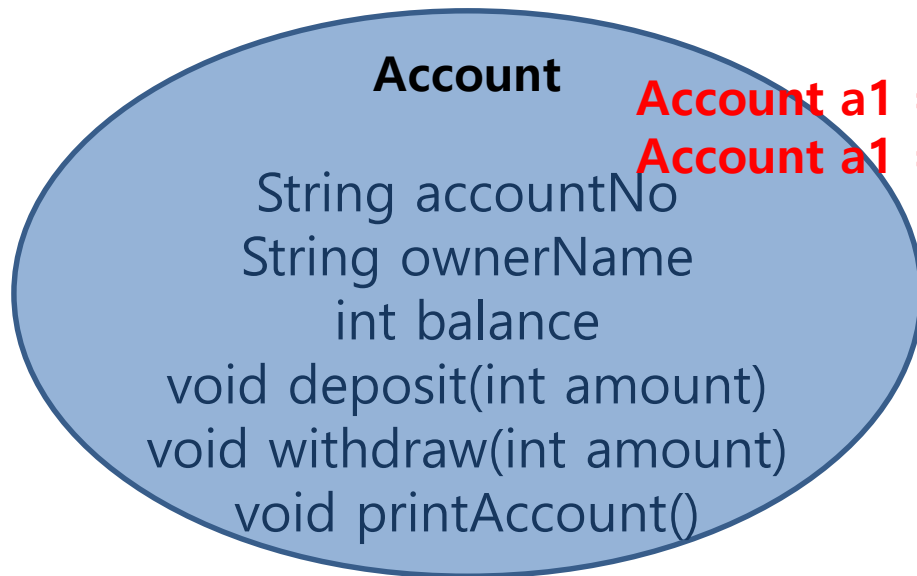 Account
Account a1
Account a1
String accountNo
String ownerName
int balance
void deposit(int amount)
void withdraw(int amount)
void printAccount()